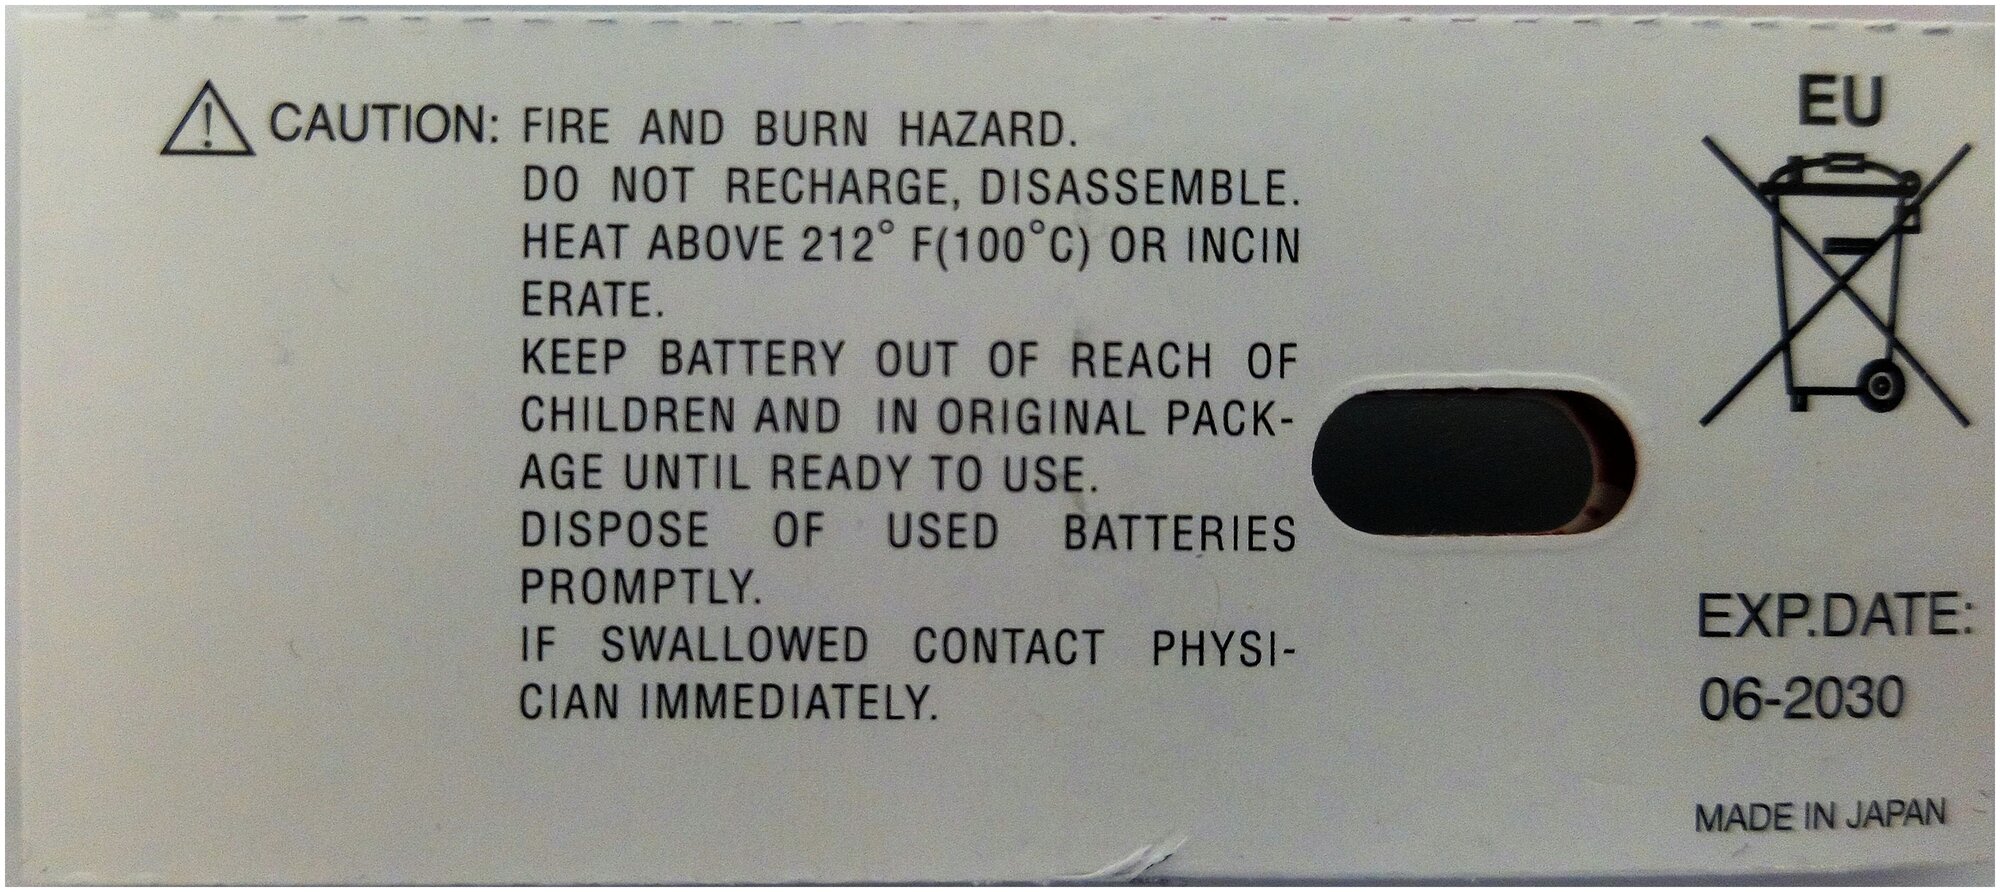 CAUTION: FIRE AND BURN HAZARD.
DO NOT RECHARGE, DISASSEMBLE.
HEAT ABOVE 212° F(100°C) OR INCIN
ERATE.
KEEP BATTERY OUT OF REACH OF
CHILDREN AND IN ORIGINAL PACK-
AGE UNTIL READY TO USE.
DISPOSE OF USED BATTERIES
PROMPTLY.
IF SWALLOWED CONTACT PHYSI-
CIAN IMMEDIATELY.
EU
EXP.DATE:
06-2030
MADE IN JAPAN